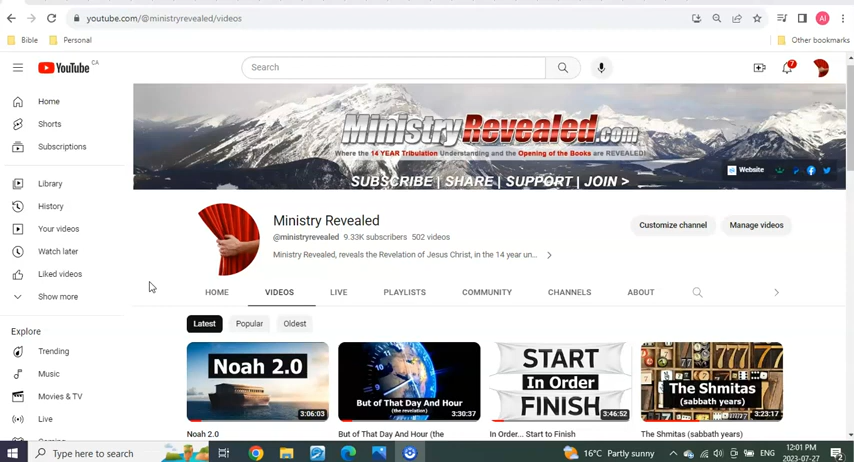 youtube.com/@ministryrevealed/videos
AI
Bible
Personal
Other bookmarks
YouTube CA
Search
7
MinistryRevealed.com
Where the 14 YEAR Tribulation Understanding and the Opening of the Books are REVEALED!
SUBSCRIBE | SHARE | SUPPORT | JOIN >
Website
Home
Shorts
Subscriptions
Library
History
Your videos
Watch later
Liked videos
Show more
Explore
Trending
Music
Movies & TV
Live
Ministry Revealed
@ministryrevealed 9.33K subscribers 502 videos
Ministry Revealed, reveals the Revelation of Jesus Christ, in the 14 year un...
Customize channel
Manage videos
HOME
VIDEOS
LIVE
PLAYLISTS
COMMUNITY
CHANNELS
ABOUT
Latest
Popular
Oldest
Noah 2.0
3:06:03
But of That Day And Hour
(the revelation)
3:30:37
START
In Order
FINISH
3:46:52
The Shmitas
(sabbath years)
3:23:17
Noah 2.0
But of That Day And Hour (the
In Order... Start to Finish
The Shmitas (sabbath years)
Type here to search
16°C Partly sunny
ENG
12:01 PM
2023-07-27
2